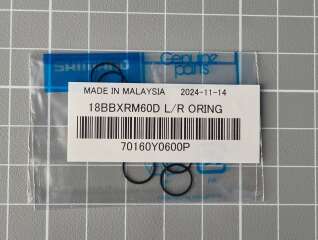 SHIMANO
Genuine
parts
MADE IN MALAYSIA 2024-11-14
18BBXRM60D L/R ORING
70160Y0600P